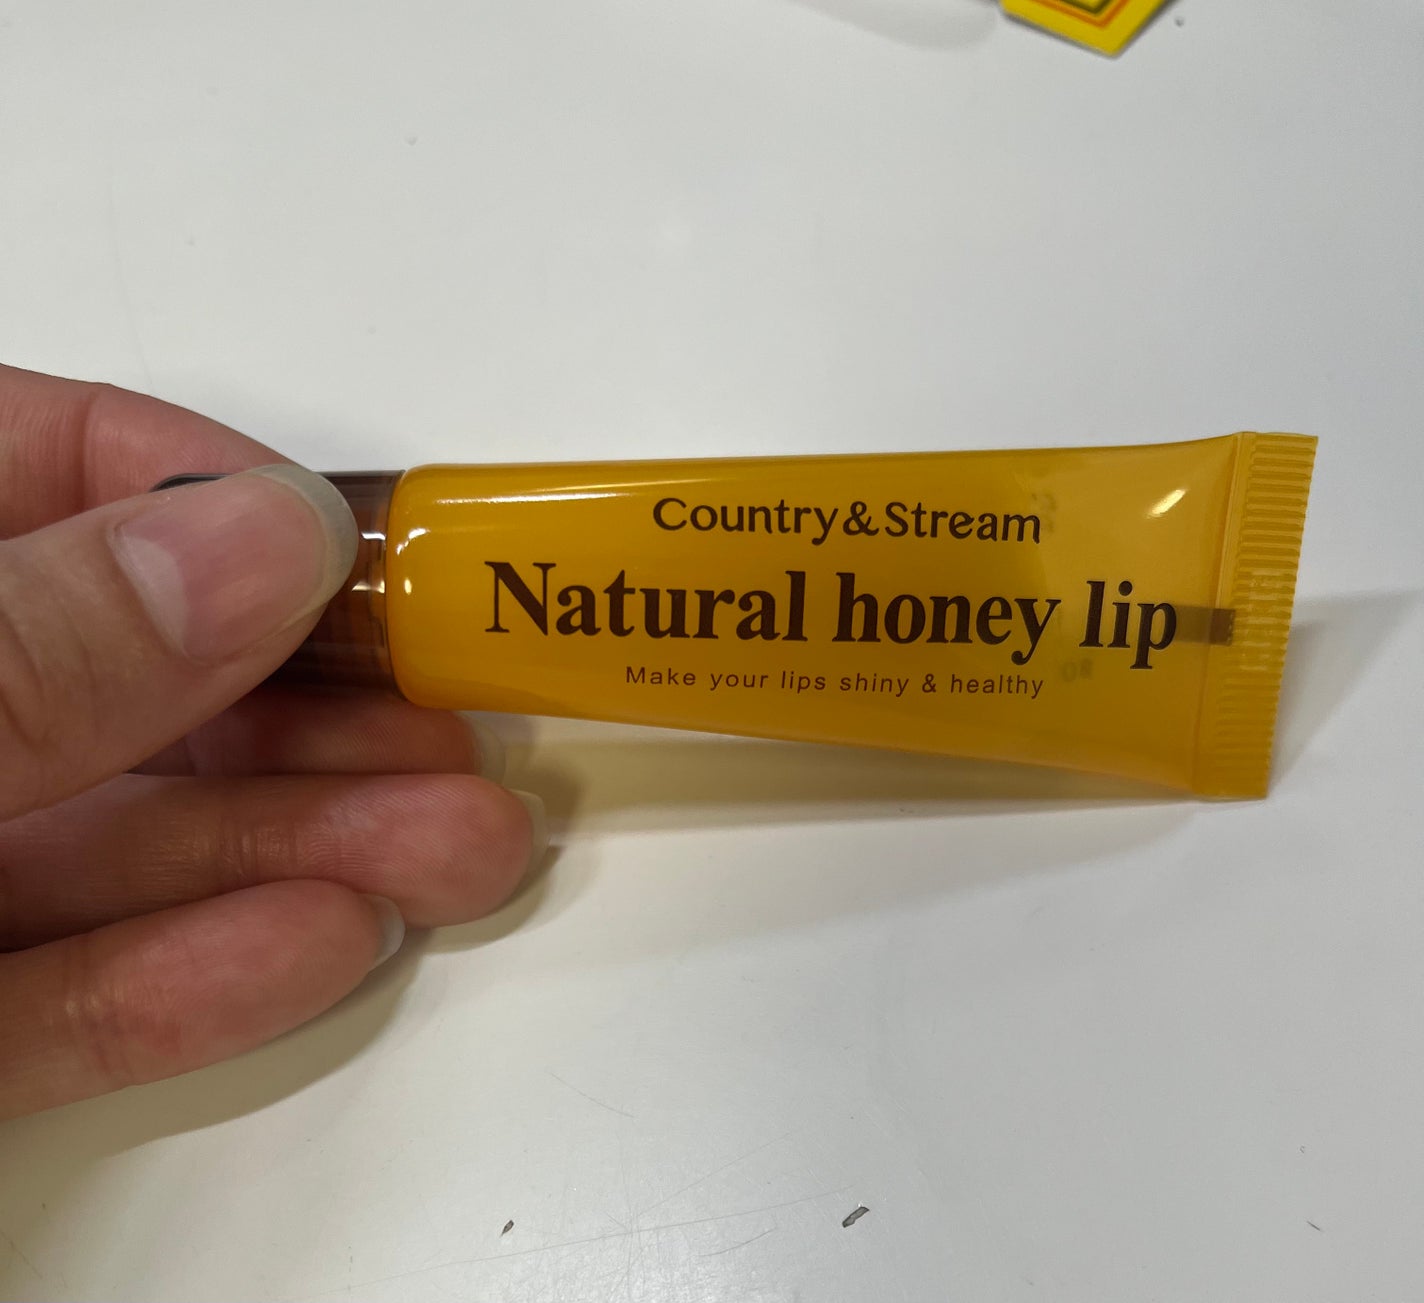 Country&Stream
Natural honey lip
Make your lips shiny & healthy